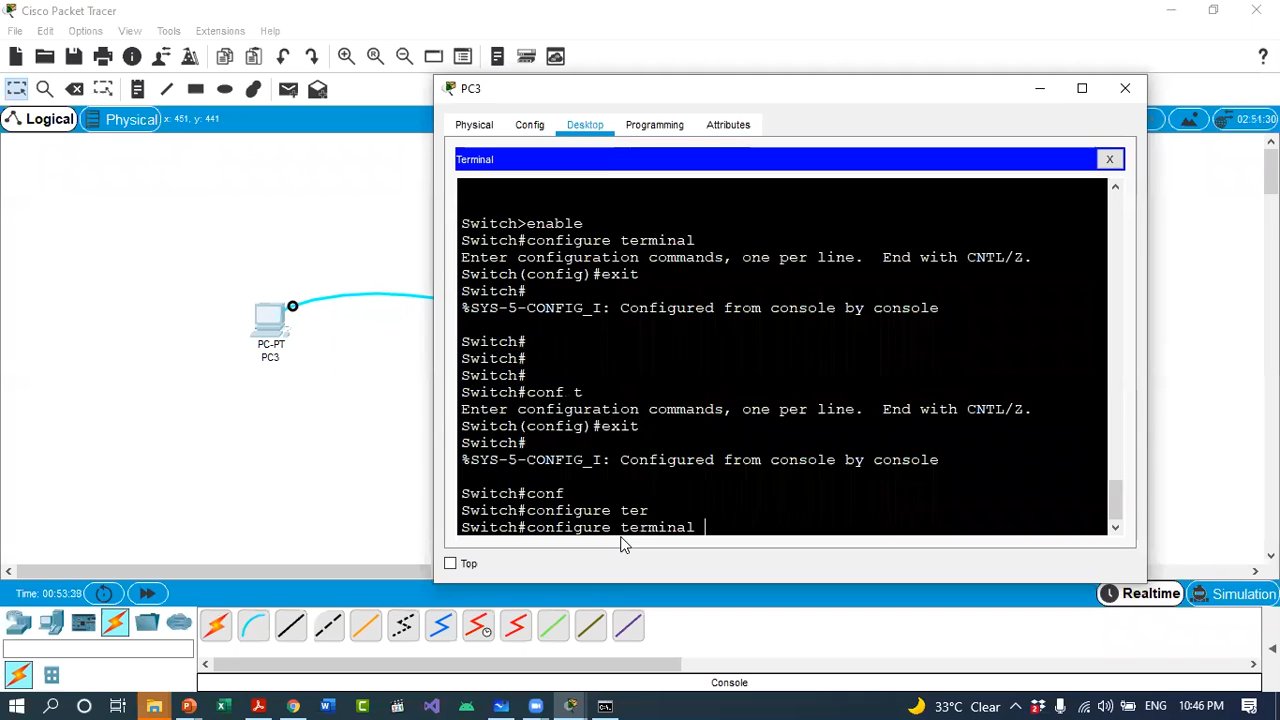 Cisco Packet Tracer
File Edit Options View Tools Extensions Help
?
Logical Physical x: 451, y: 441
02:51:30
PC3
Physical Config Desktop Programming Attributes
Terminal X
Switch>enable
Switch#configure terminal
Enter configuration commands, one per line.  End with CNTL/Z.
Switch(config)#exit
Switch#
%SYS-5-CONFIG_I: Configured from console by console
Switch#
Switch#
Switch#
Switch#conf t
Enter configuration commands, one per line.  End with CNTL/Z.
Switch(config)#exit
Switch#
%SYS-5-CONFIG_I: Configured from console by console
Switch#conf
Switch#configure ter
Switch#configure terminal
Top
PC-PT
PC3
Time: 00:53:38
Realtime Simulation
Console
33°C Clear ENG 10:46 PM